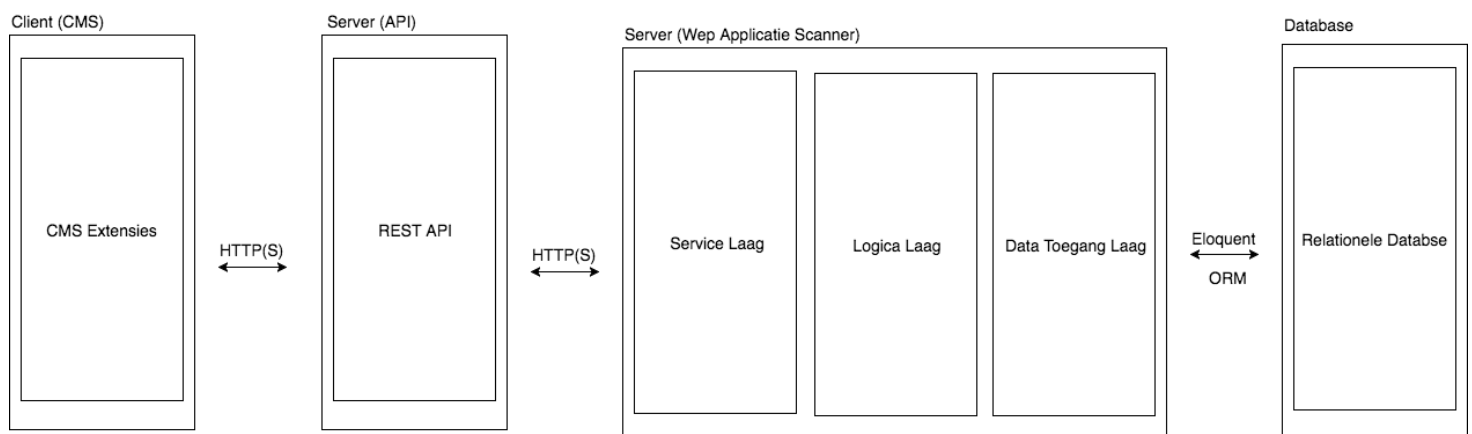 Client (CMS)
CMS Extensies
HTTP(S)
Server (API)
REST API
HTTP(S)
Server (Wep Applicatie Scanner)
Service Laag
Logica Laag
Data Toegang Laag
Eloquent
ORM
Database
Relationele Databse